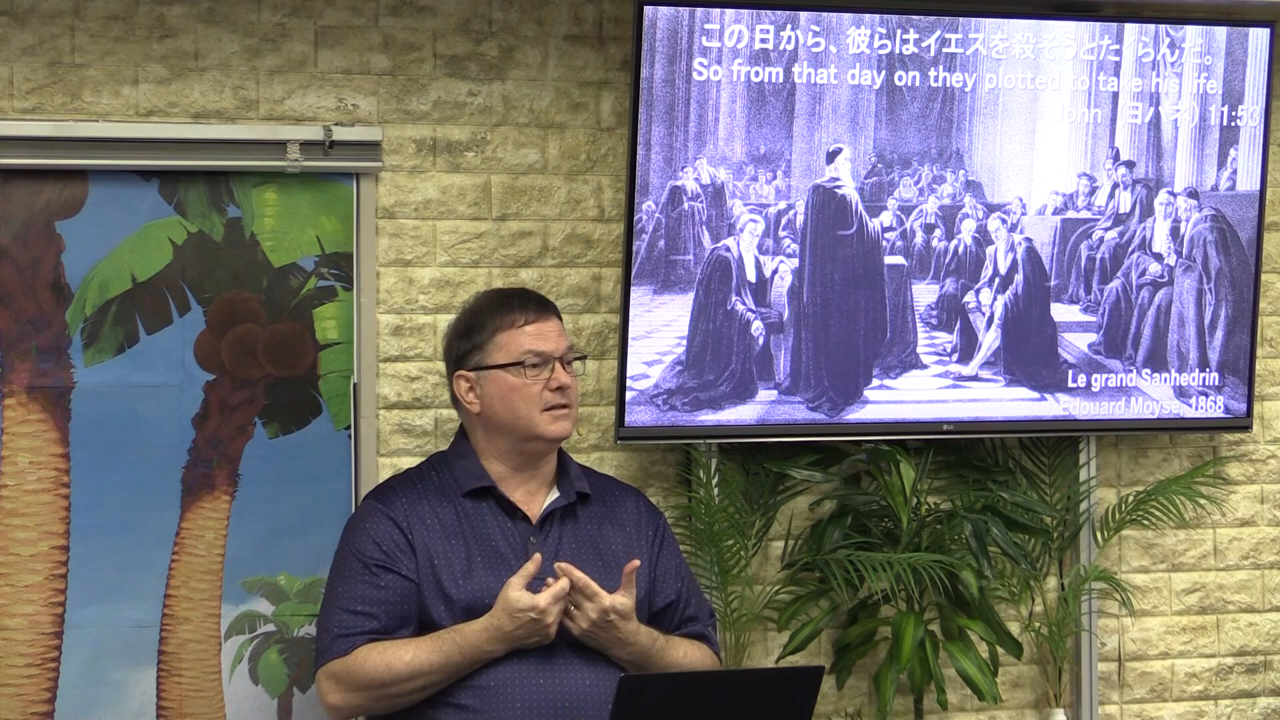 この日から、彼らはイエスを殺そうとたくらんだ。
So from that day on they plotted to take his life.
John (ヨハネ) 11:53
Le grand Sanhedrin
Edouard Moyse, 1868
LG